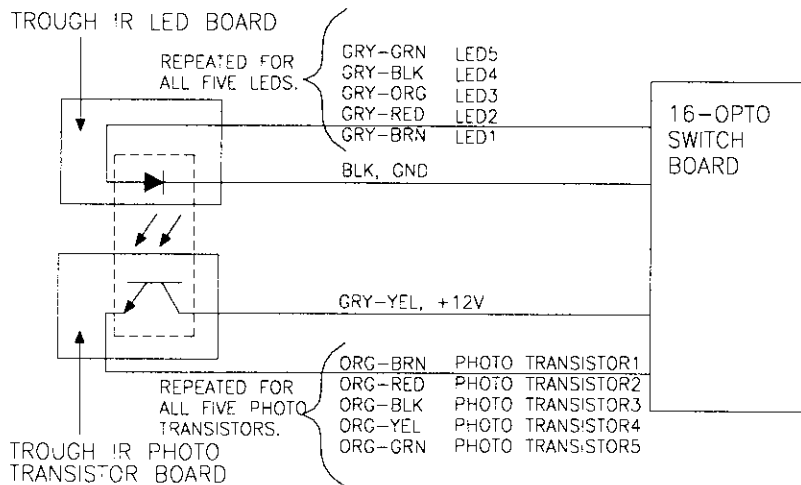 TROUGH IR LED BOARD
REPEATED FOR
ALL FIVE LEDS.
GRY-GRN LED5
GRY-BLK LED4
GRY-ORG LED3
GRY-RED LED2
GRY-BRN LED1
BLK, GND
16-OPTO
SWITCH
BOARD
GRY-YEL, +12V
REPEATED FOR
ALL FIVE PHOTO
TRANSISTORS.
ORG-BRN PHOTO TRANSISTOR1
ORG-RED PHOTO TRANSISTOR2
ORG-BLK PHOTO TRANSISTOR3
ORG-YEL PHOTO TRANSISTOR4
ORG-GRN PHOTO TRANSISTOR5
TROUGH IR PHOTO
TRANSISTOR BOARD